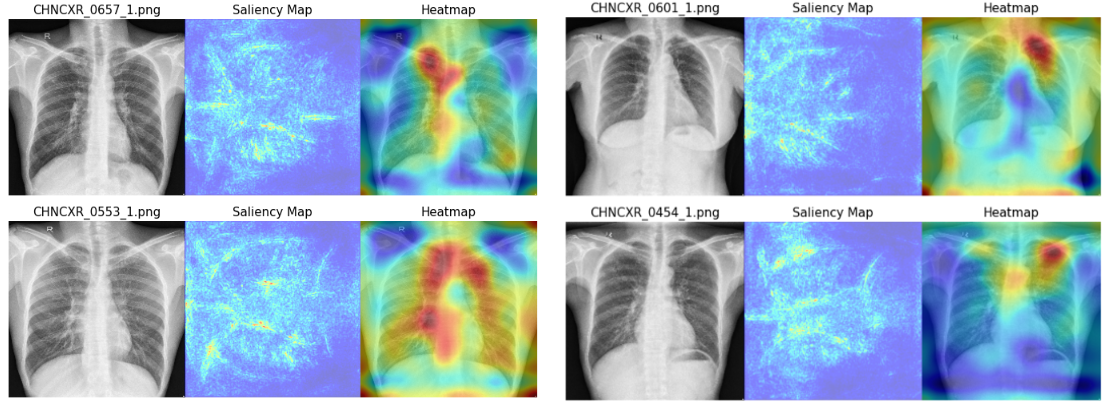 CHNCXR_0657_1.png Saliency Map Heatmap
CHNCXR_0601_1.png Saliency Map Heatmap
R
R
CHNCXR_0553_1.png Saliency Map Heatmap
CHNCXR_0454_1.png Saliency Map Heatmap
R
R